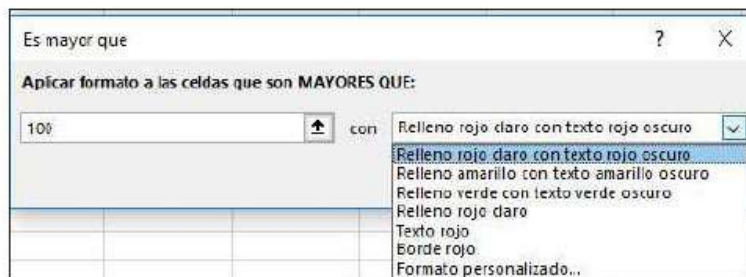 Es mayor que ? X
Aplicar formato a las celdas que son MAYORES QUE:
100 con Relleno rojo claro con texto rojo oscuro
Relleno rojo claro con texto rojo oscuro
Relleno amarillo con texto amarillo oscuro
Relleno verde con texto verde oscuro
Relleno rojo claro
Texto rojo
Borde rojo
Formato personalizado...